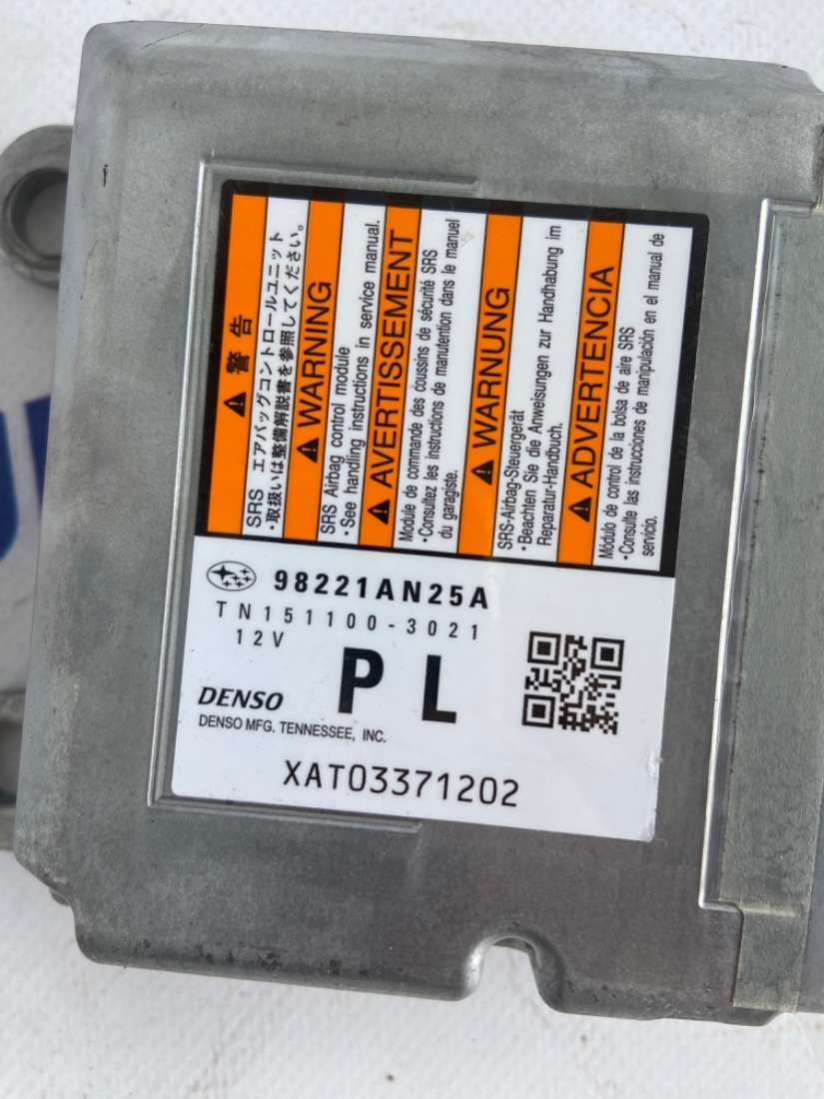 警告
SRS エアバッグコントロールユニット
・取扱いは整備解説書を参照してください。
WARNING
SRS Airbag control module
・See handling instructions in service manual.
AVERTISSEMENT
Module de commande des coussins de sécurité SRS
・Consultez les instructions de manutention dans le manuel
du garagiste.
WARNUNG
SRS-Airbag-Steuergerät
・Beachten Sie die Anweisungen zur Handhabung im
Reparatur-Handbuch.
ADVERTENCIA
Módulo de control de la bolsa de aire SRS
・Consulte las instrucciones de manipulación en el manual de
servicio.
98221AN25A
TN151100-3021
12V
PL
DENSO
DENSO MFG. TENNESSEE, INC.
XAT03371202